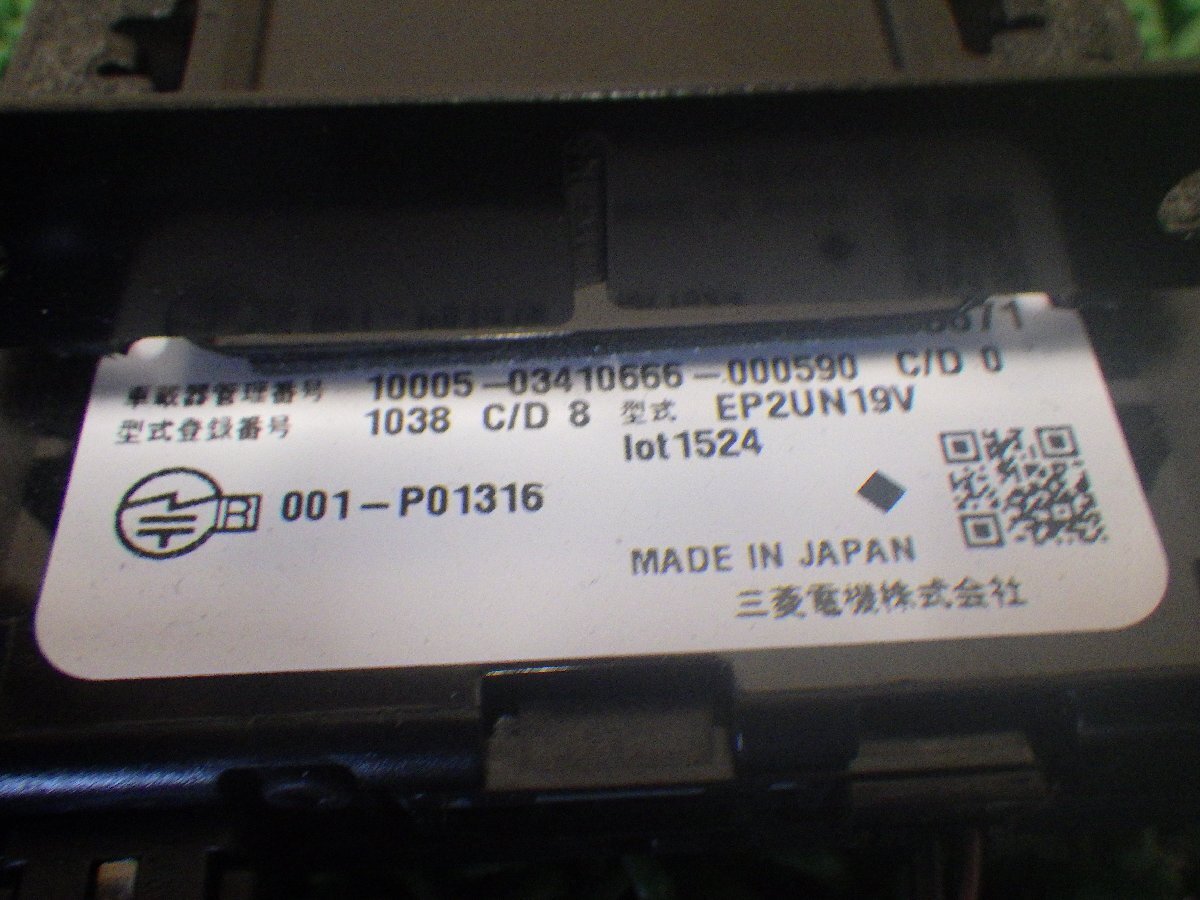 車載器管理番号 10005-03410666-000590 C/D 0
型式登録番号 1038 C/D 8 型式 EP2UN19V
lot1524
R 001-P01316
MADE IN JAPAN
三菱電機株式会社